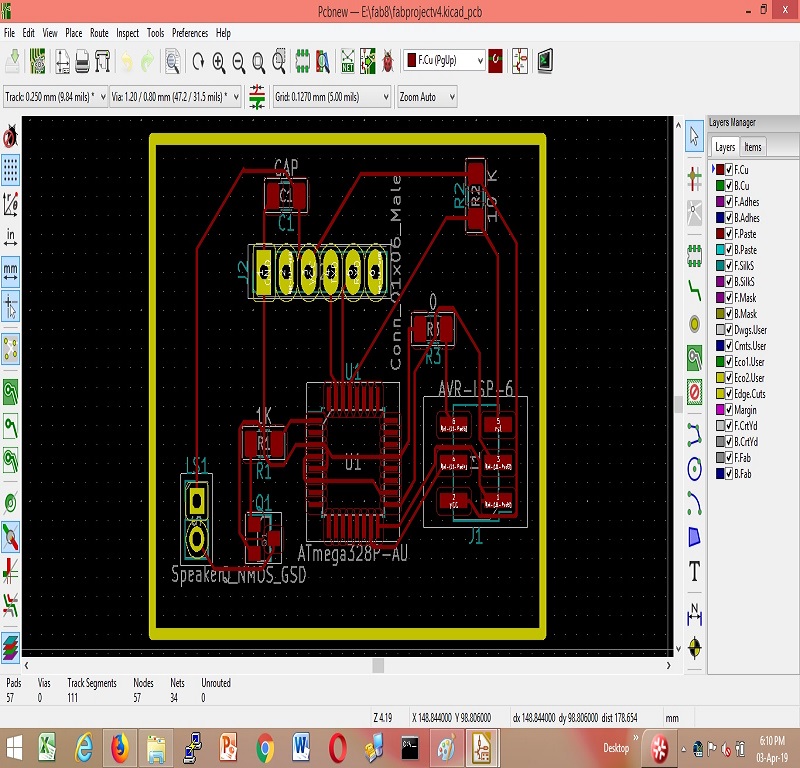 Pcbnew — E:\fab8\fabprojectv4.kicad_pcb
File Edit View Place Route Inspect Tools Preferences Help
F.Cu (PgUp)
Track: 0.250 mm (9.84 mils) * Via: 1.20 / 0.80 mm (47.2 / 31.5 mils) * Grid: 0.1270 mm (5.00 mils) Zoom Auto
Layers Manager
Layers Items
F.Cu
B.Cu
F.Adhes
B.Adhes
F.Paste
B.Paste
F.SilkS
B.SilkS
F.Mask
B.Mask
Dwgs.User
Cmts.User
Eco1.User
Eco2.User
Edge.Cuts
Margin
F.CrtYd
B.CrtYd
F.Fab
B.Fab
in
mm
CAP
C1
C1
R2
R2
10 K
J2
Conn_01x06_Male
0
R3
R3
U1
AVR-ISP-6
1K
R1
R1
U1
LS1
Q1
J1
ATmega328P-AU
Speaker
Q_NMOS_GSD
T
N
Pads Vias Track Segments Nodes Nets Unrouted
57 0 111 57 34 0
Z 4.19 X 148.844000 Y 98.806000 dx 148.844000 dy 98.806000 dist 178.654 mm
Desktop
6:10 PM
03-Apr-19